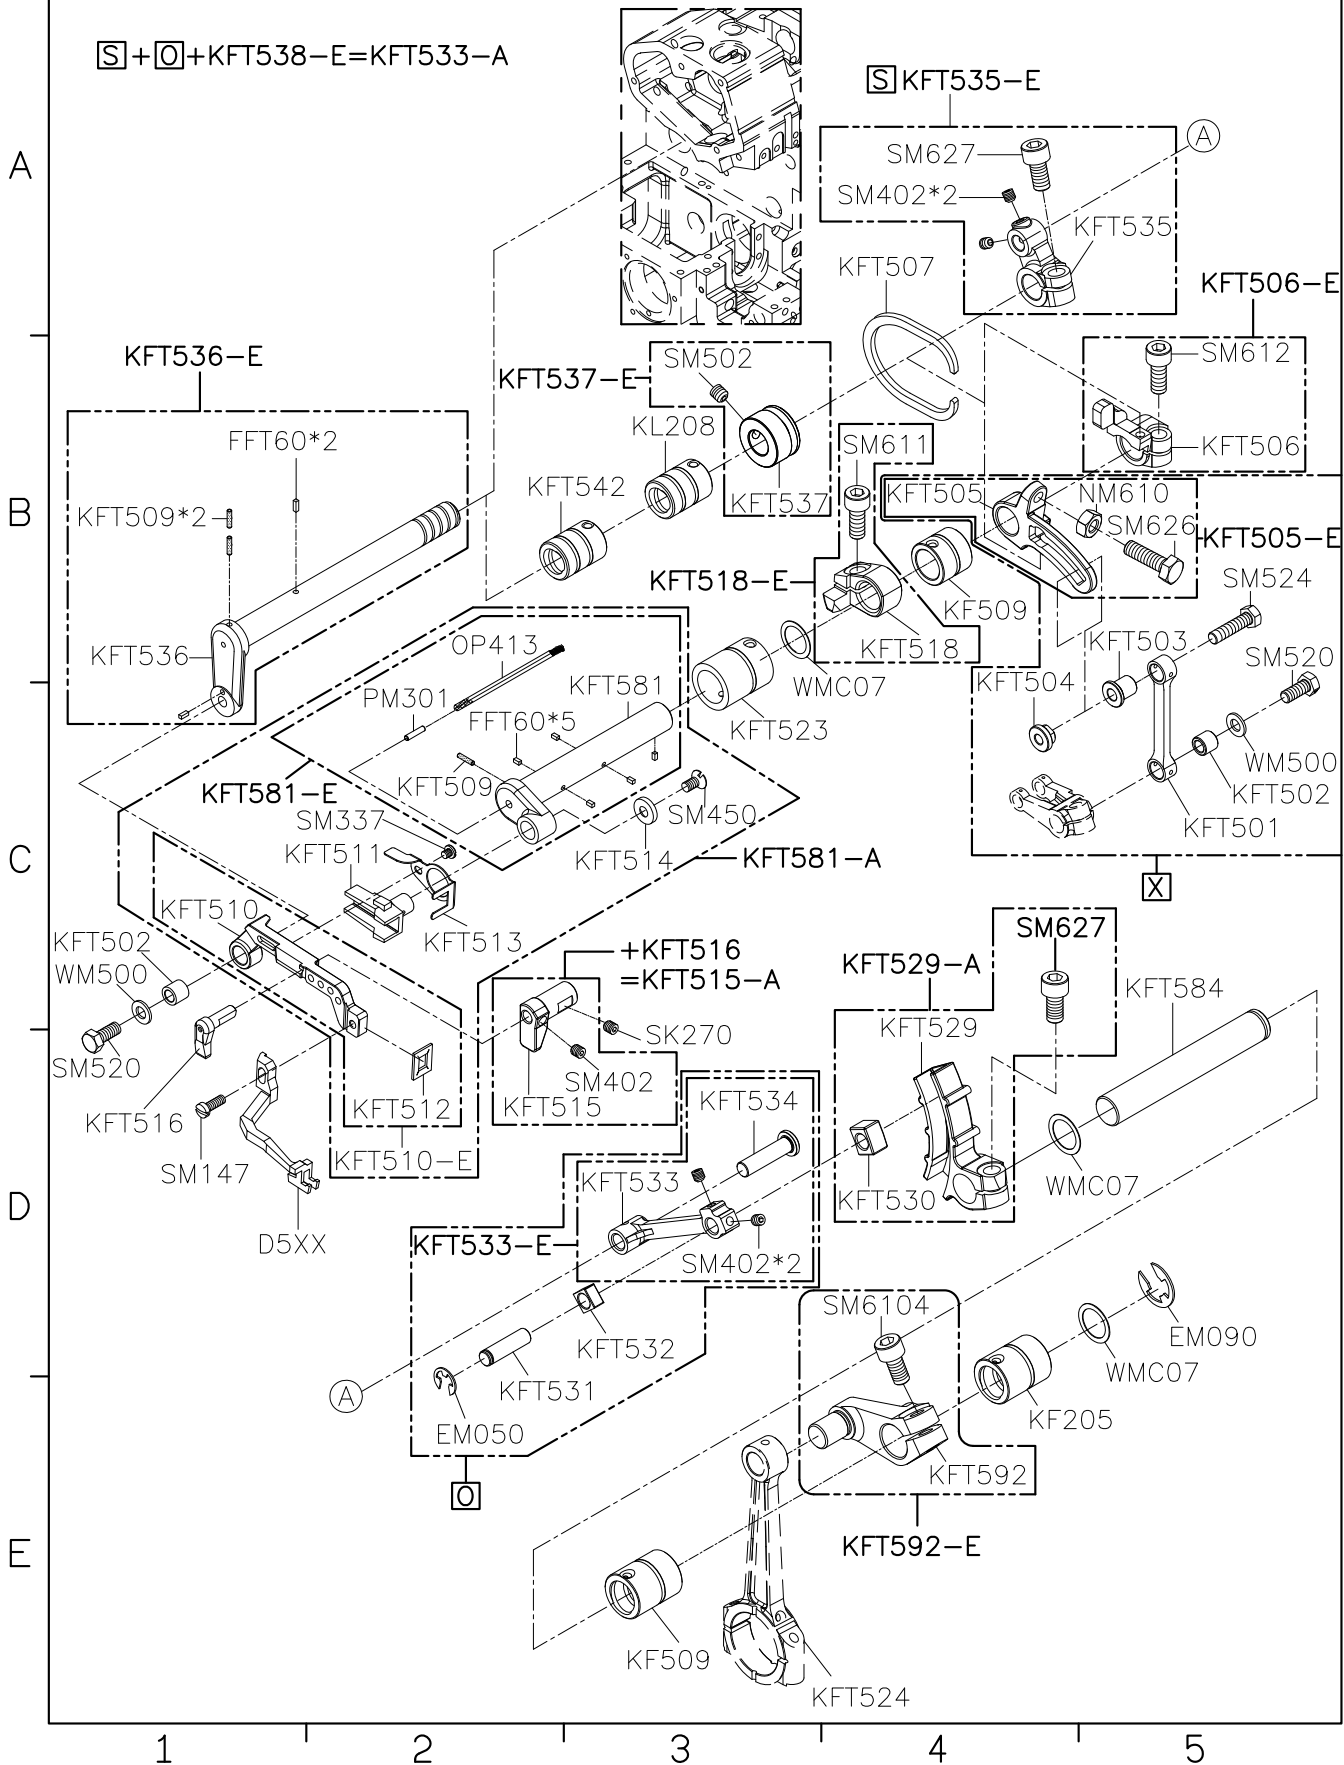 S+O+KFT538-E=KFT533-A
S KFT535-E
A
SM627
A
SM402*2
KFT535
KFT507
KFT506-E
KFT536-E
SM502
SM612
KFT537-E
KL208
FFT60*2
SM611
KFT506
KFT542
KFT505
NM610
KFT537
B
KFT509*2
SM626
KFT505-E
KFT518-E
SM524
KF509
KFT536
OP413
KFT518
KFT503
SM520
PM301
KFT581
WMC07
KFT504
FFT60*5
KFT523
WM500
KFT509
KFT581-E
KFT502
SM337
SM450
KFT501
KFT511
KFT514
KFT581-A
C
X
KFT510
SM627
KFT502
KFT513
+KFT516
=KFT515-A
KFT529-A
WM500
KFT584
SK270
KFT529
SM520
SM402
KFT512
KFT515
KFT534
KFT516
KFT510-E
SM147
KFT533
KFT530
WMC07
D
D5XX
KFT533-E
SM402*2
SM6104
EM090
KFT532
WMC07
KFT531
A
EM050
KF205
KFT592
O
KFT592-E
E
KF509
KFT524
1
2
3
4
5